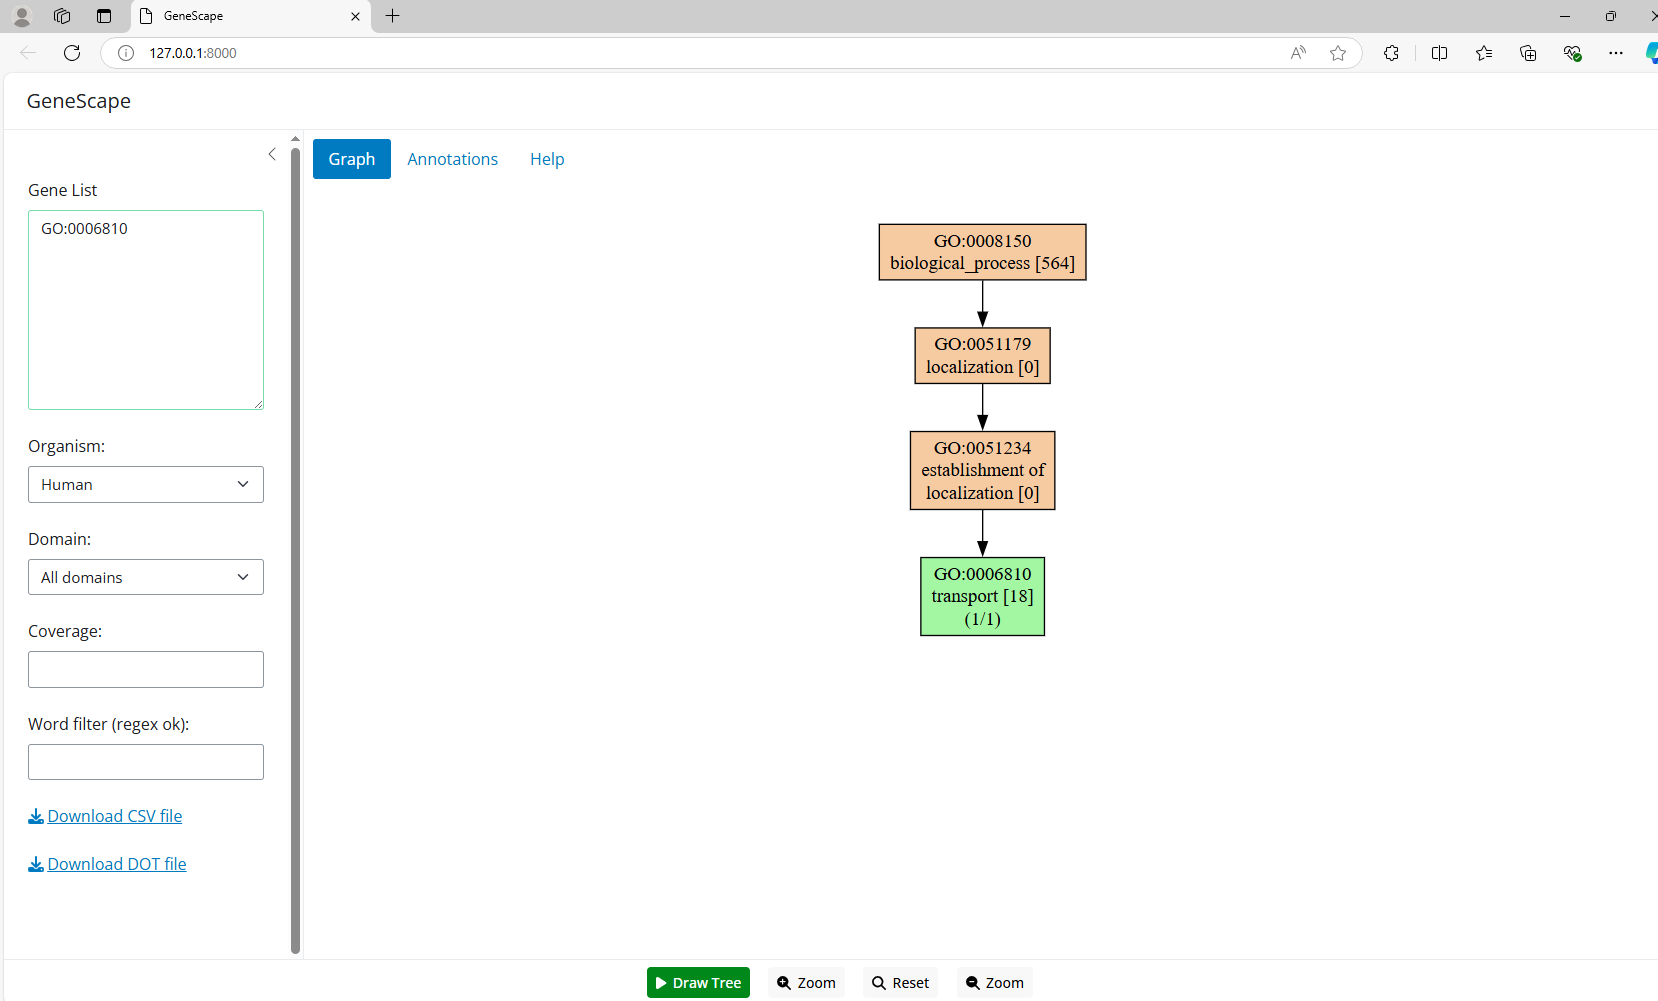 GeneScape
127.0.0.1:8000
GeneScape
Graph
Annotations
Help
Gene List
GO:0006810
Organism:
Human
Domain:
All domains
Coverage:
Word filter (regex ok):
Download CSV file
Download DOT file
GO:0008150
biological_process [564]
GO:0051179
localization [0]
GO:0051234
establishment of
localization [0]
GO:0006810
transport [18]
(1/1)
Draw Tree
Zoom
Reset
Zoom